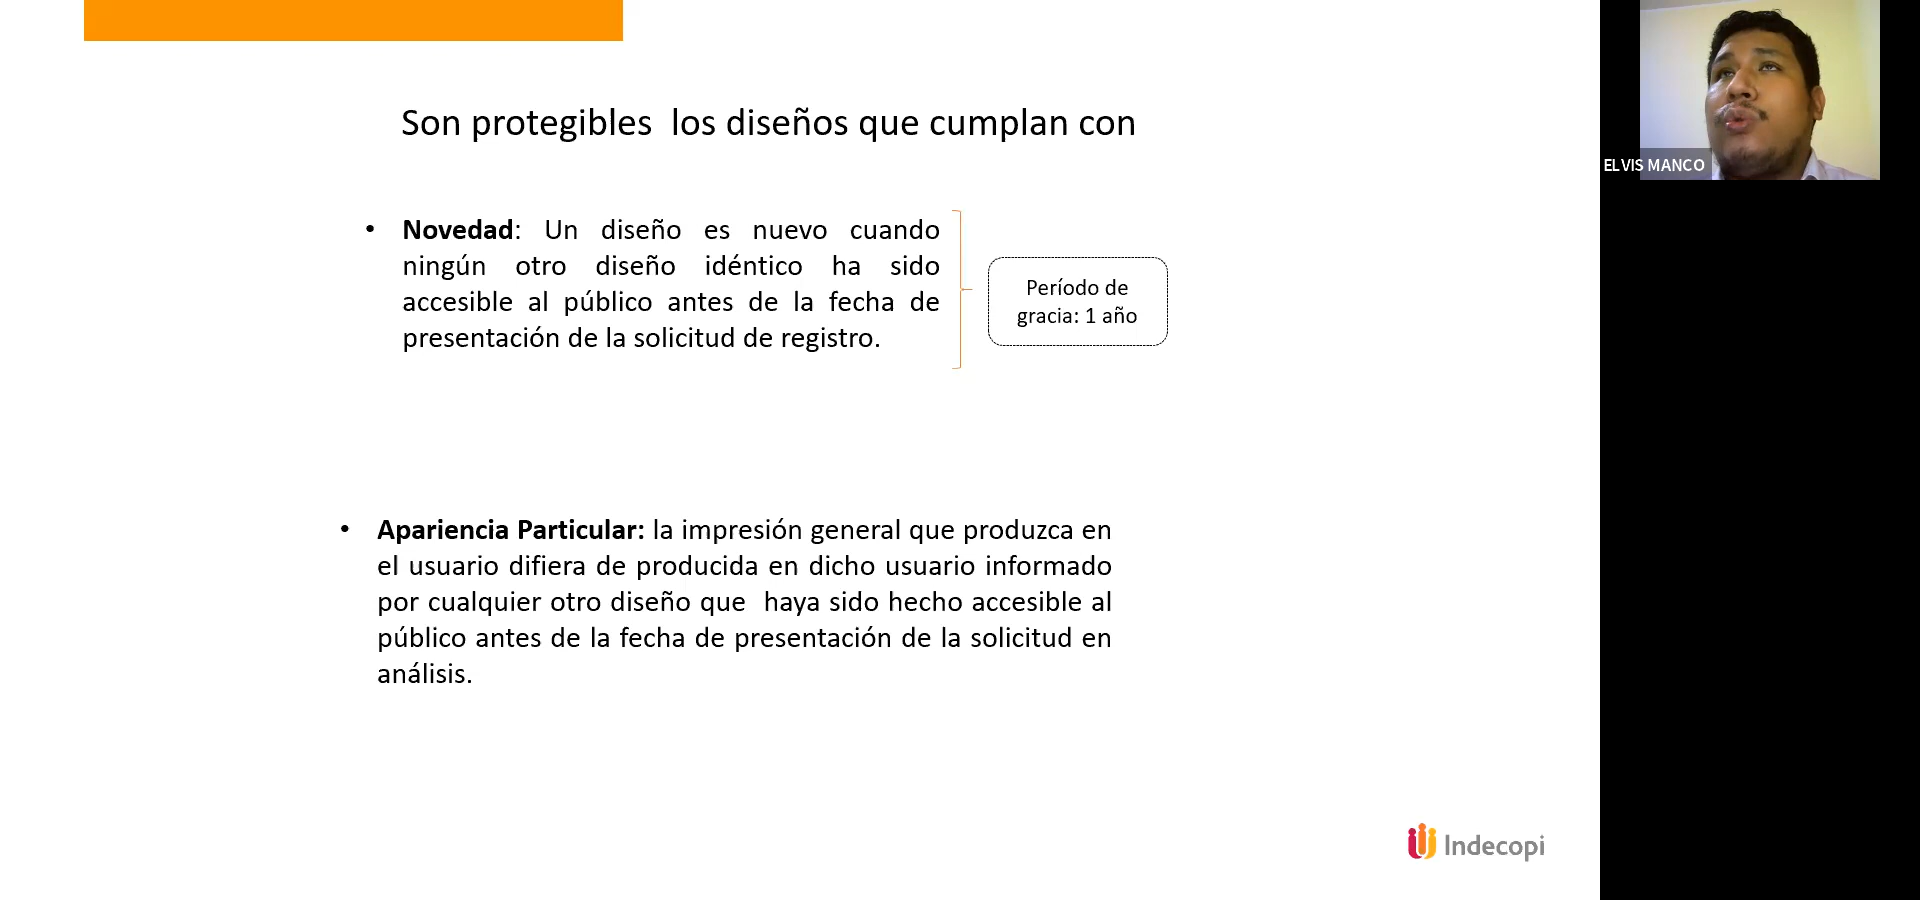 Son protegibles  los diseños que cumplan con
• Novedad: Un diseño es nuevo cuando
ningún otro diseño idéntico ha sido
accesible al público antes de la fecha de
presentación de la solicitud de registro.
Período de
gracia: 1 año
• Apariencia Particular: la impresión general que produzca en
el usuario difiera de producida en dicho usuario informado
por cualquier otro diseño que  haya sido hecho accesible al
público antes de la fecha de presentación de la solicitud en
análisis.
Indecopi
ELVIS MANCO